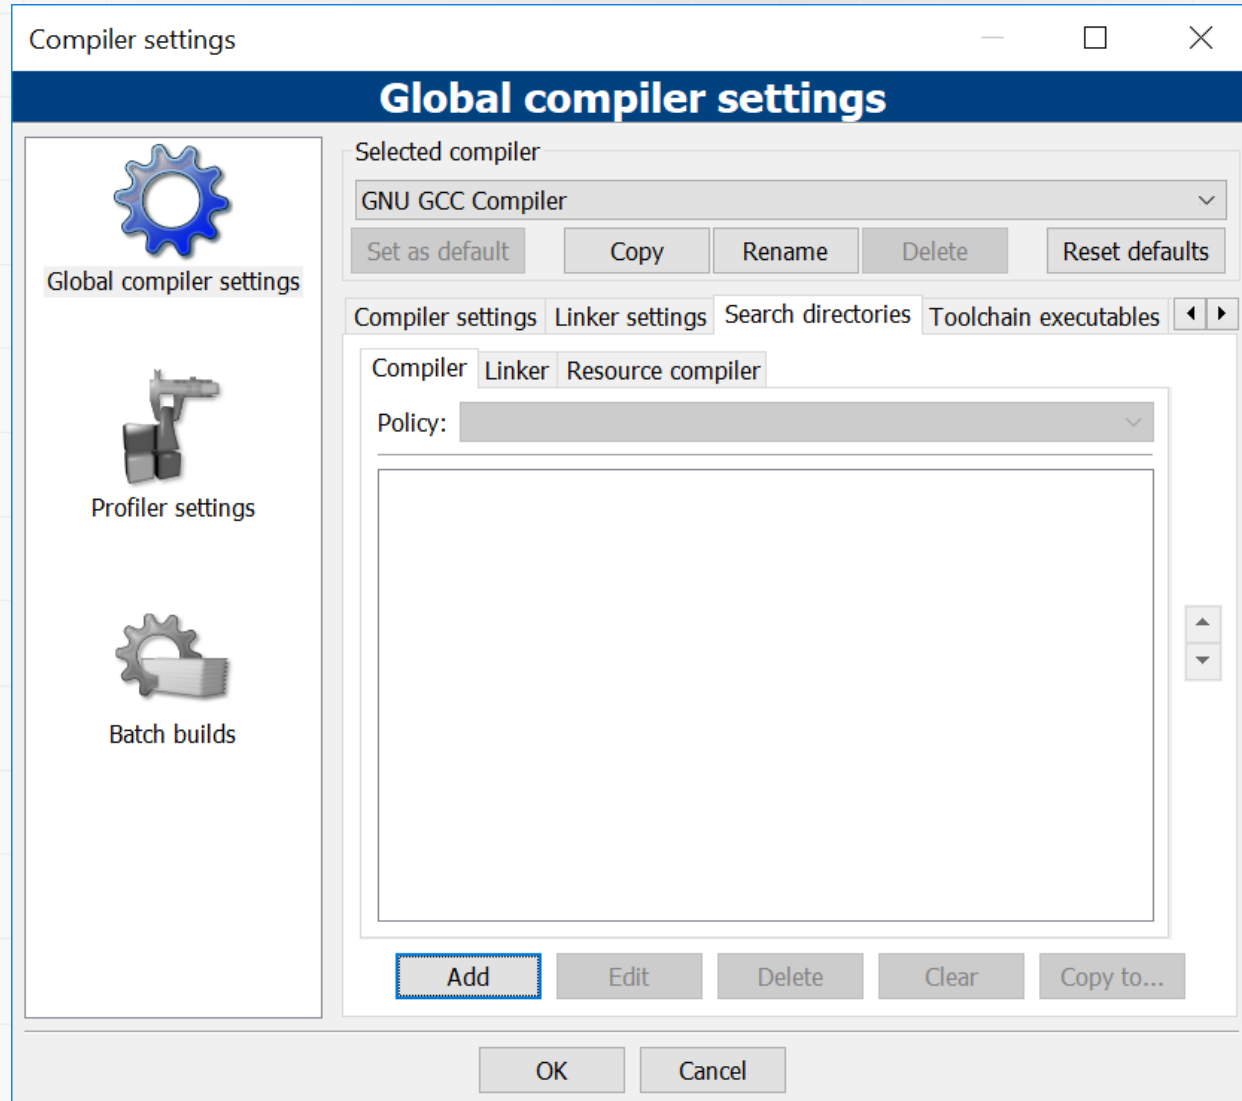 Compiler settings
Global compiler settings
Global compiler settings
Profiler settings
Batch builds
Selected compiler
GNU GCC Compiler
Set as default Copy Rename Delete Reset defaults
Compiler settings Linker settings Search directories Toolchain executables
Compiler Linker Resource compiler
Policy:
Add Edit Delete Clear Copy to...
OK Cancel